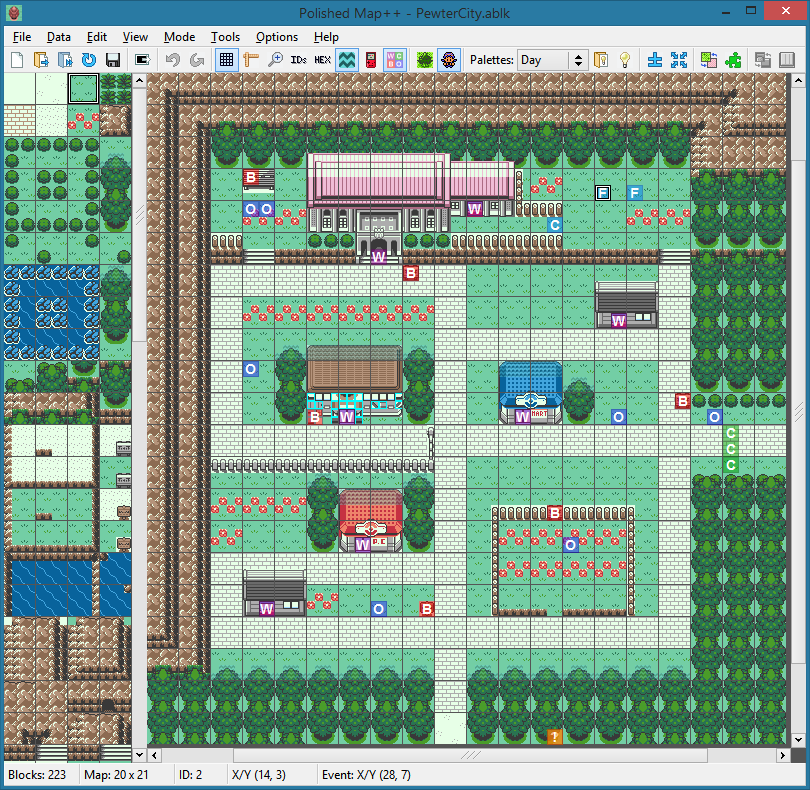 Polished Map++ - PewterCity.ablk
File Data Edit View Mode Tools Options Help
IDs HEX Palettes: Day
B
O O
W
F F
C
W
B
W
O
B W
W MART
O
B
O
C
C
C
B
W P.C
O
W
O
B
!
Blocks: 223 Map: 20 x 21 ID: 2 X/Y (14, 3) Event: X/Y (28, 7)